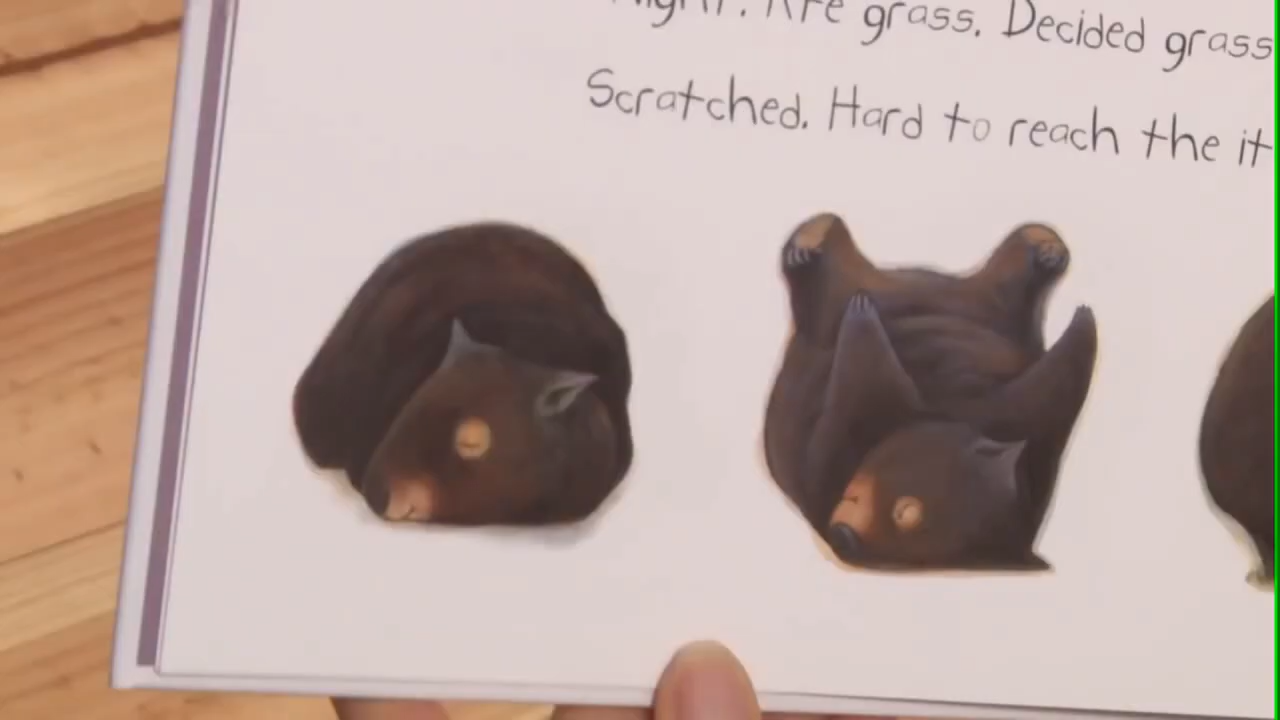 grass. Decided grass
Scratched. Hard to reach the it